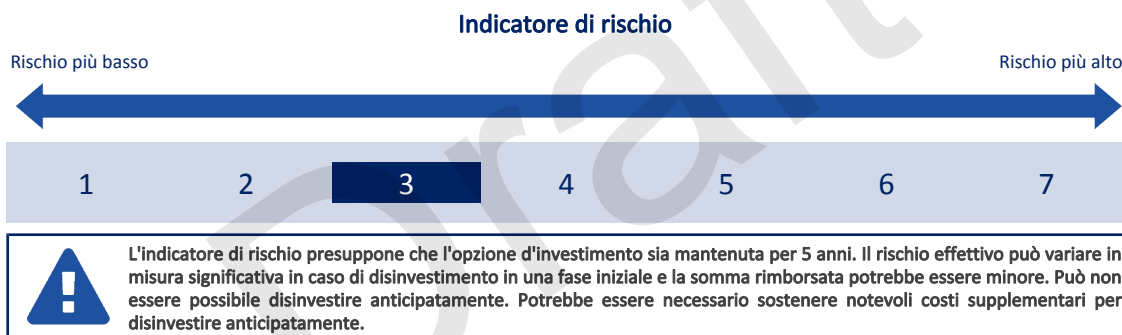 Indicatore di rischio
Rischio più basso
Rischio più alto
1 2 3 4 5 6 7
L'indicatore di rischio presuppone che l'opzione d'investimento sia mantenuta per 5 anni. Il rischio effettivo può variare in
misura significativa in caso di disinvestimento in una fase iniziale e la somma rimborsata potrebbe essere minore. Può non
essere possibile disinvestire anticipatamente. Potrebbe essere necessario sostenere notevoli costi supplementari per
disinvestire anticipatamente.
Draft